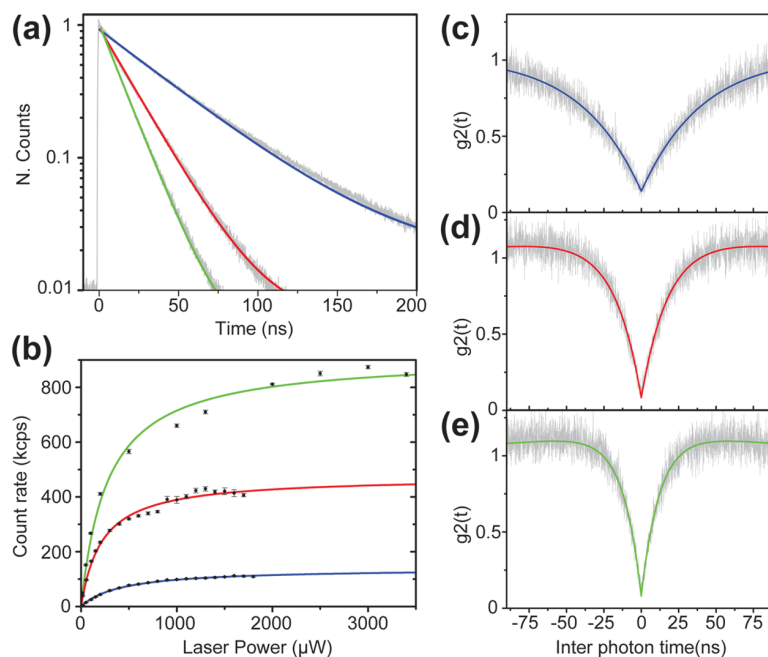 (a)
1
0.1
0.01
N. Counts
0 50 100 150 200
Time (ns)
(b)
800
600
400
200
0
Count rate (kcps)
0 1000 2000 3000
Laser Power (µW)
(c)
1
0.5
0
g2(t)
(d)
1
0.5
0
g2(t)
(e)
1
0.5
0
g2(t)
-75 -50 -25 0 25 50 75
Inter photon time(ns)